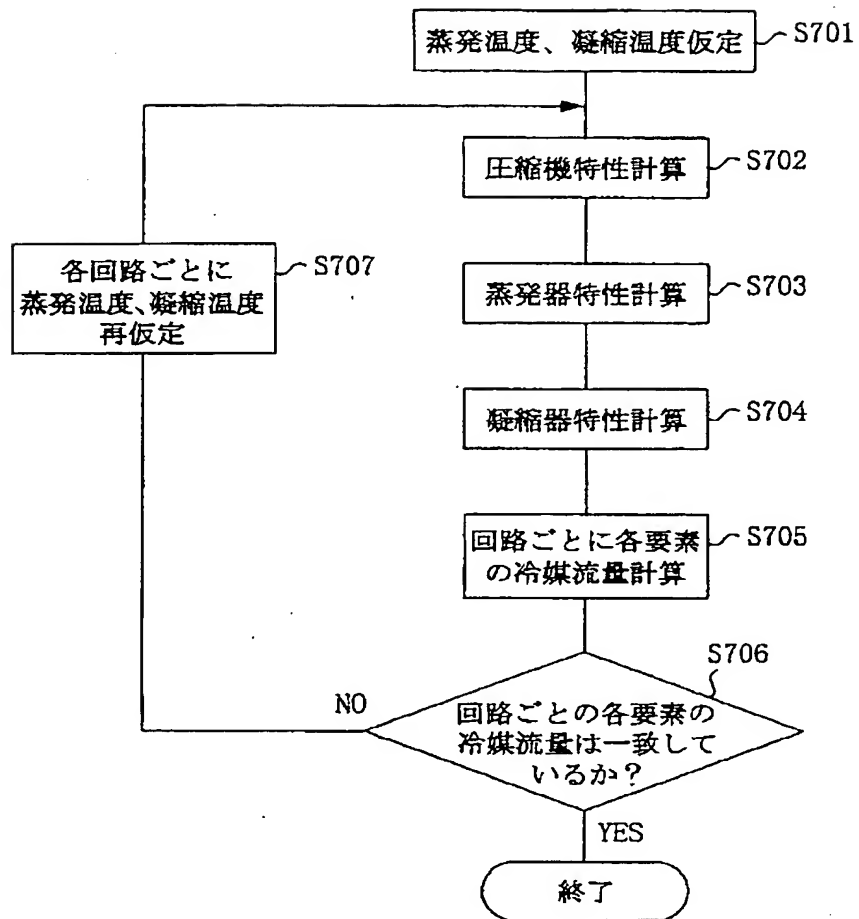 蒸発温度、凝縮温度仮定
S701
圧縮機特性計算
S702
各回路ごとに
蒸発温度、凝縮温度
再仮定
S707
蒸発器特性計算
S703
凝縮器特性計算
S704
回路ごとに各要素
の冷媒流量計算
S705
S706
NO
回路ごとの各要素の
冷媒流量は一致して
いるか？
YES
終了